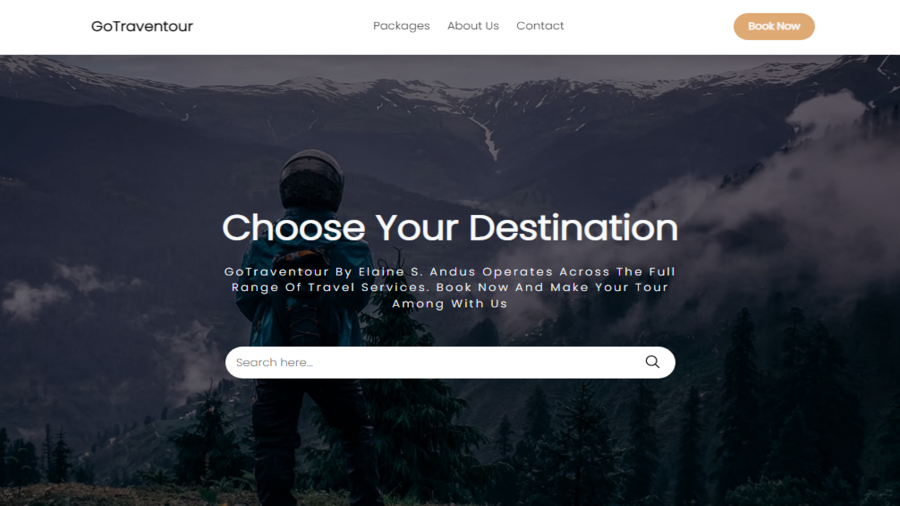 GoTraventour
Packages About Us Contact
Book Now
Choose Your Destination
GoTraventour By Elaine S. Andus Operates Across The Full
Range Of Travel Services. Book Now And Make Your Tour
Among With Us
Search here...